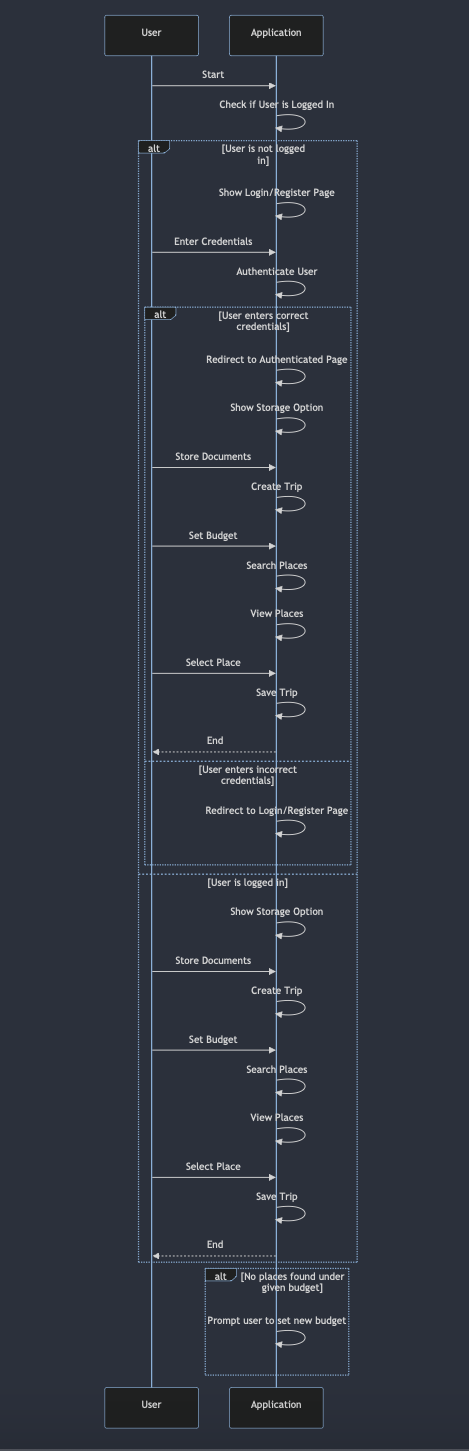 User
Application
Start
Check if User is Logged In
alt
[User is not logged
in]
Show Login/Register Page
Enter Credentials
Authenticate User
alt
[User enters correct
credentials]
Redirect to Authenticated Page
Show Storage Option
Store Documents
Create Trip
Set Budget
Search Places
View Places
Select Place
Save Trip
End
[User enters incorrect
credentials]
Redirect to Login/Register Page
[User is logged in]
Show Storage Option
Store Documents
Create Trip
Set Budget
Search Places
View Places
Select Place
Save Trip
End
alt
[No places found under
given budget]
Prompt user to set new budget
User
Application